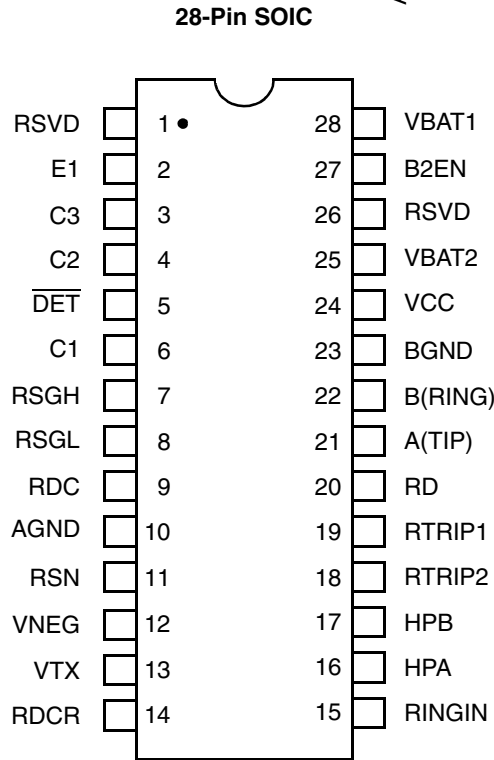 28-Pin SOIC
RSVD 1 28 VBAT1
E1 2 27 B2EN
C3 3 26 RSVD
C2 4 25 VBAT2
DET 5 24 VCC
C1 6 23 BGND
RSGH 7 22 B(RING)
RSGL 8 21 A(TIP)
RDC 9 20 RD
AGND 10 19 RTRIP1
RSN 11 18 RTRIP2
VNEG 12 17 HPB
VTX 13 16 HPA
RDCR 14 15 RINGIN